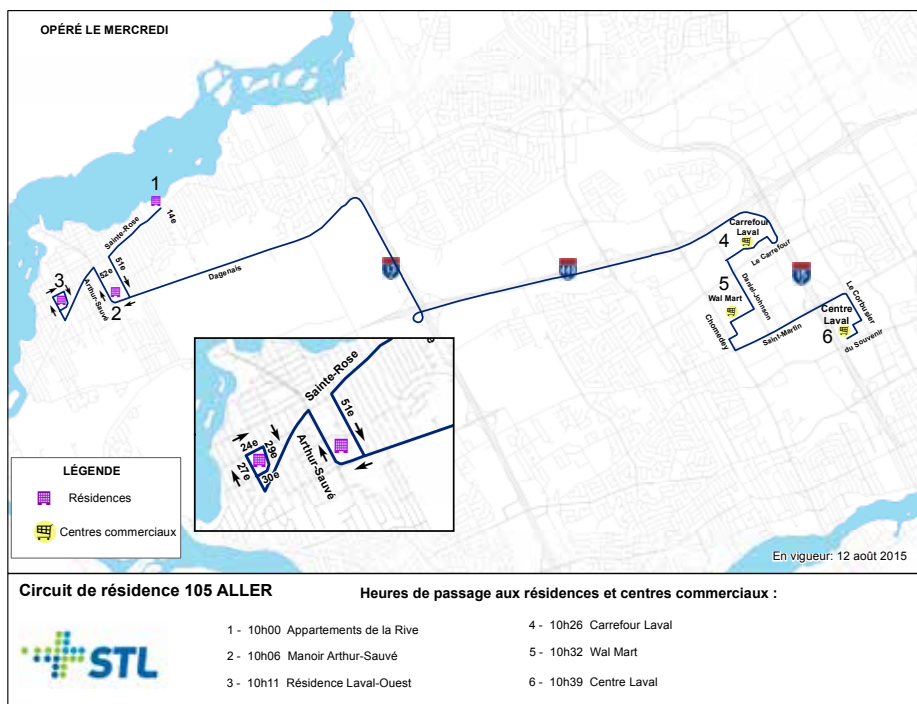 OPÉRÉ LE MERCREDI
1
14e
Sainte-Rose
51e
52e
3
Arthur-Sauvé
2
Dagenais
Carrefour
Laval
4
Le Carrefour
5
Wal Mart
Daniel-Johnson
Chomedey
Saint-Martin
Centre
Laval
Le Corbusier
6
du Souvenir
Sainte-Rose
51e
24e
29e
27e
30e
Arthur-Sauvé
LÉGENDE
Résidences
Centres commerciaux
En vigueur: 12 août 2015
Circuit de résidence 105 ALLER
Heures de passage aux résidences et centres commerciaux :
1 - 10h00 Appartements de la Rive
2 - 10h06 Manoir Arthur-Sauvé
3 - 10h11 Résidence Laval-Ouest
4 - 10h26 Carrefour Laval
5 - 10h32 Wal Mart
6 - 10h39 Centre Laval
STL